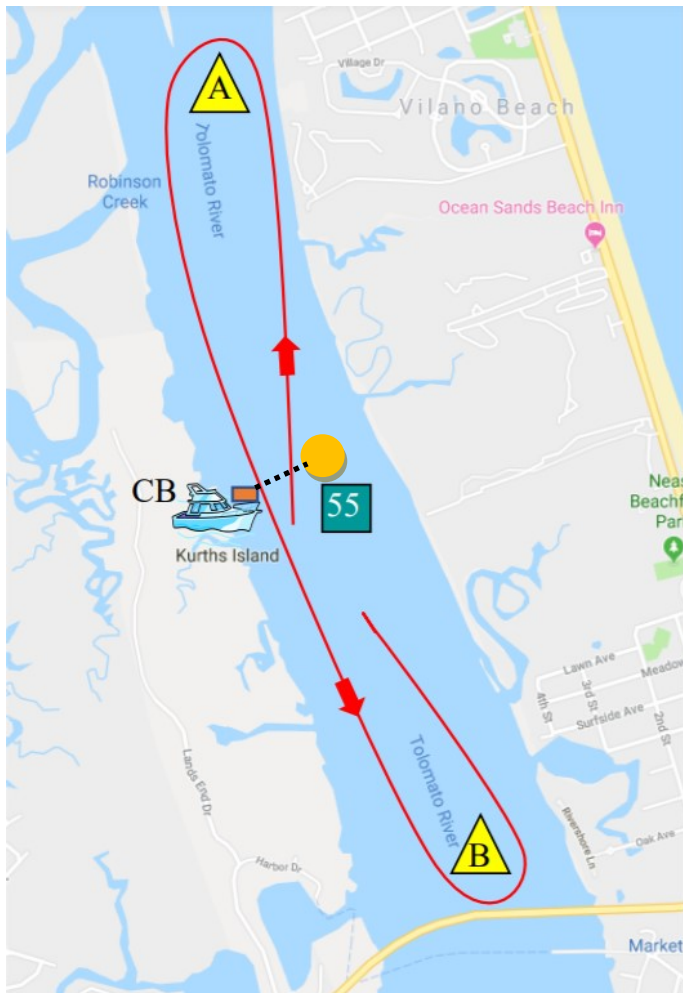 A
Village Dr
Vilano Beach
Tolomato River
Robinson
Creek
Ocean Sands Beach Inn
CB
55
Neas
Beachf
Par
Kurths Island
Lawn Ave
Meadow
3rd St
4th St
Surfside Ave
2nd St
Lands End Dr
Tolomato River
B
Rivershore Ln
Oak Ave
Harbor Dr
Market